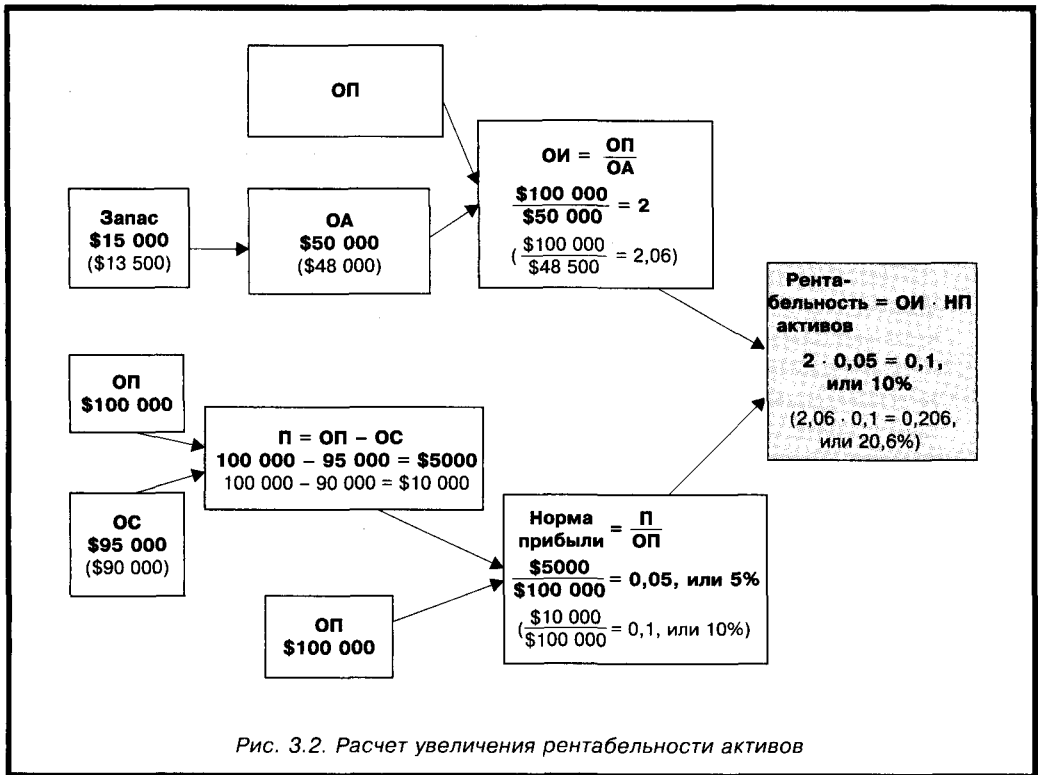 ОП
Запас
$15 000
($13 500)
ОА
$50 000
($48 000)
ОИ = ОП
ОА
$100 000
$50 000 = 2
( $100 000
$48 500 = 2,06)
Рента-
бельность = ОИ · НП
активов
2 · 0,05 = 0,1,
или 10%
(2,06 · 0,1 = 0,206,
или 20,6%)
ОП
$100 000
П = ОП – ОС
100 000 – 95 000 = $5000
100 000 – 90 000 = $10 000
ОС
$95 000
($90 000)
ОП
$100 000
Норма
прибыли = П
ОП
$5000
$100 000 = 0,05, или 5%
( $10 000
$100 000 = 0,1, или 10%)
Рис. 3.2. Расчет увеличения рентабельности активов